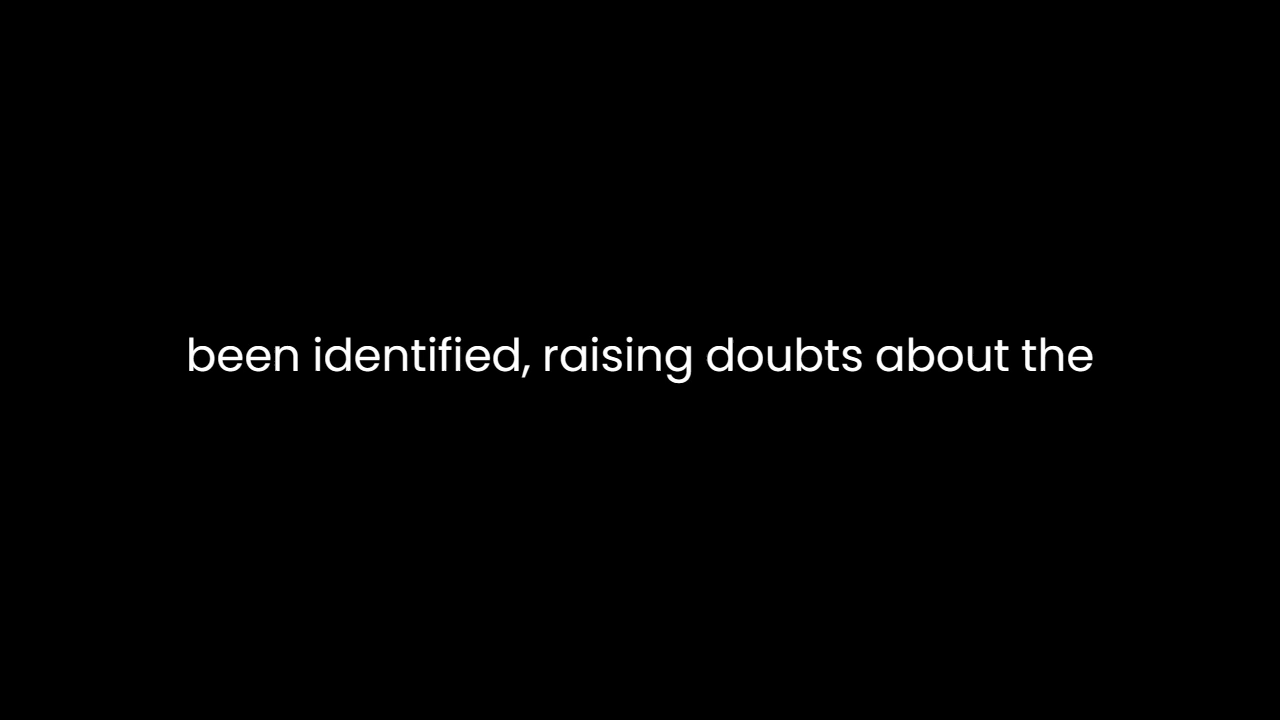 been identified, raising doubts about the